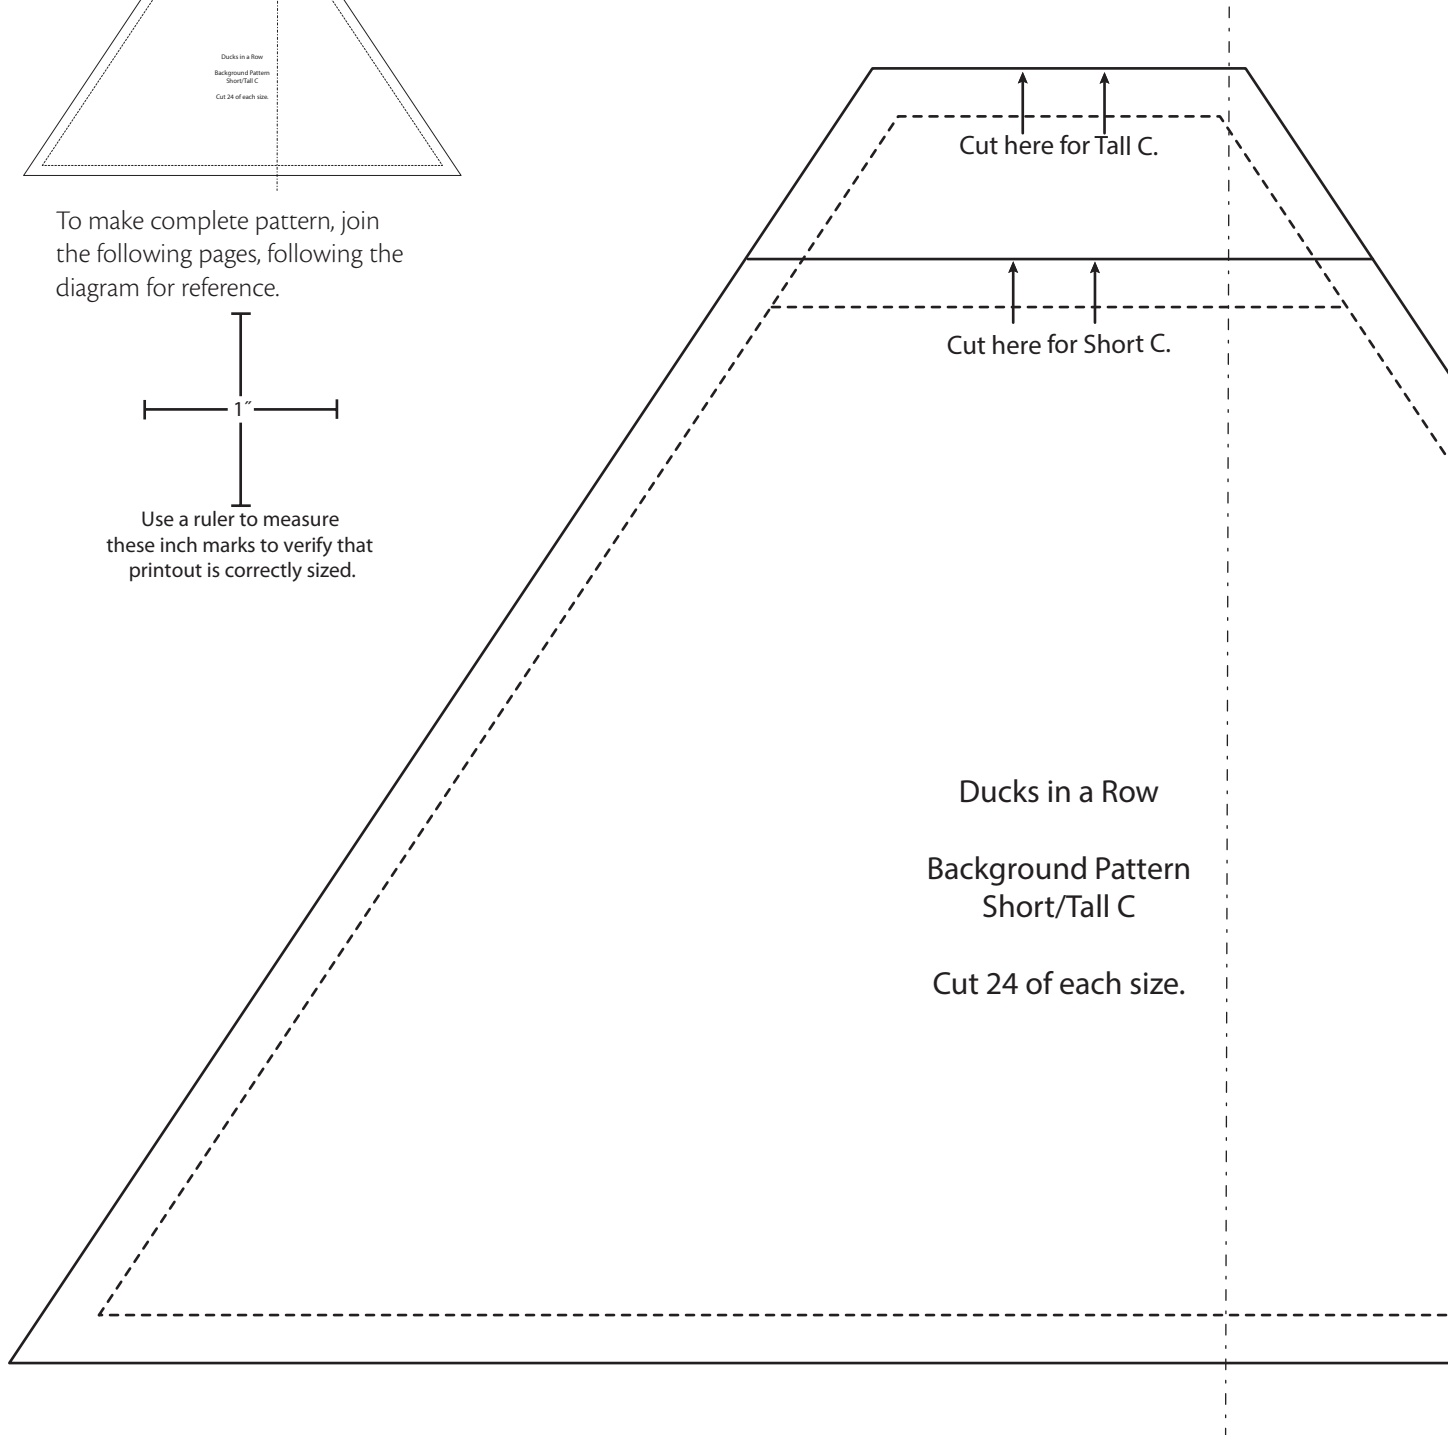 Ducks in a Row
Background Pattern
Short/Tall C
Cut 24 of each size.
To make complete pattern, join
the following pages, following the
diagram for reference.
1″
Use a ruler to measure
these inch marks to verify that
printout is correctly sized.
Cut here for Tall C.
Cut here for Short C.
Ducks in a Row
Background Pattern
Short/Tall C
Cut 24 of each size.